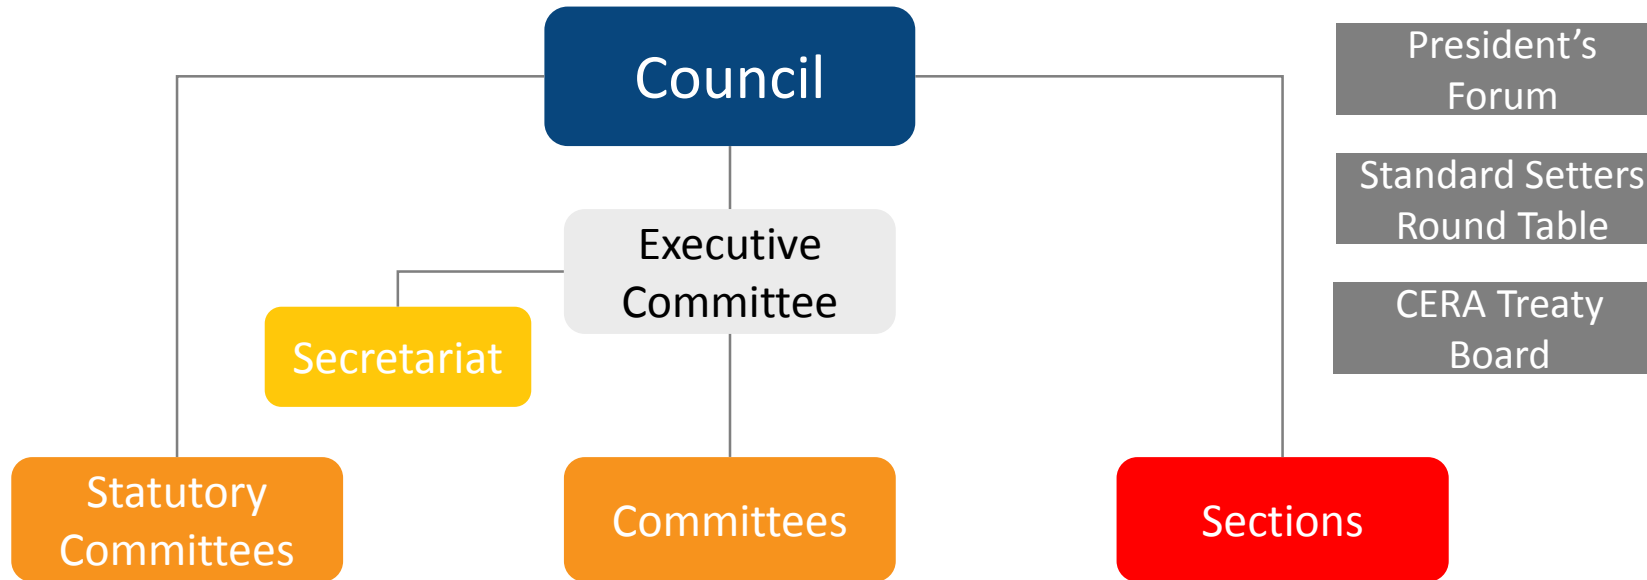 Council
President’s
Forum
Standard Setters
Round Table
Executive
Committee
CERA Treaty
Board
Secretariat
Statutory
Committees
Committees
Sections